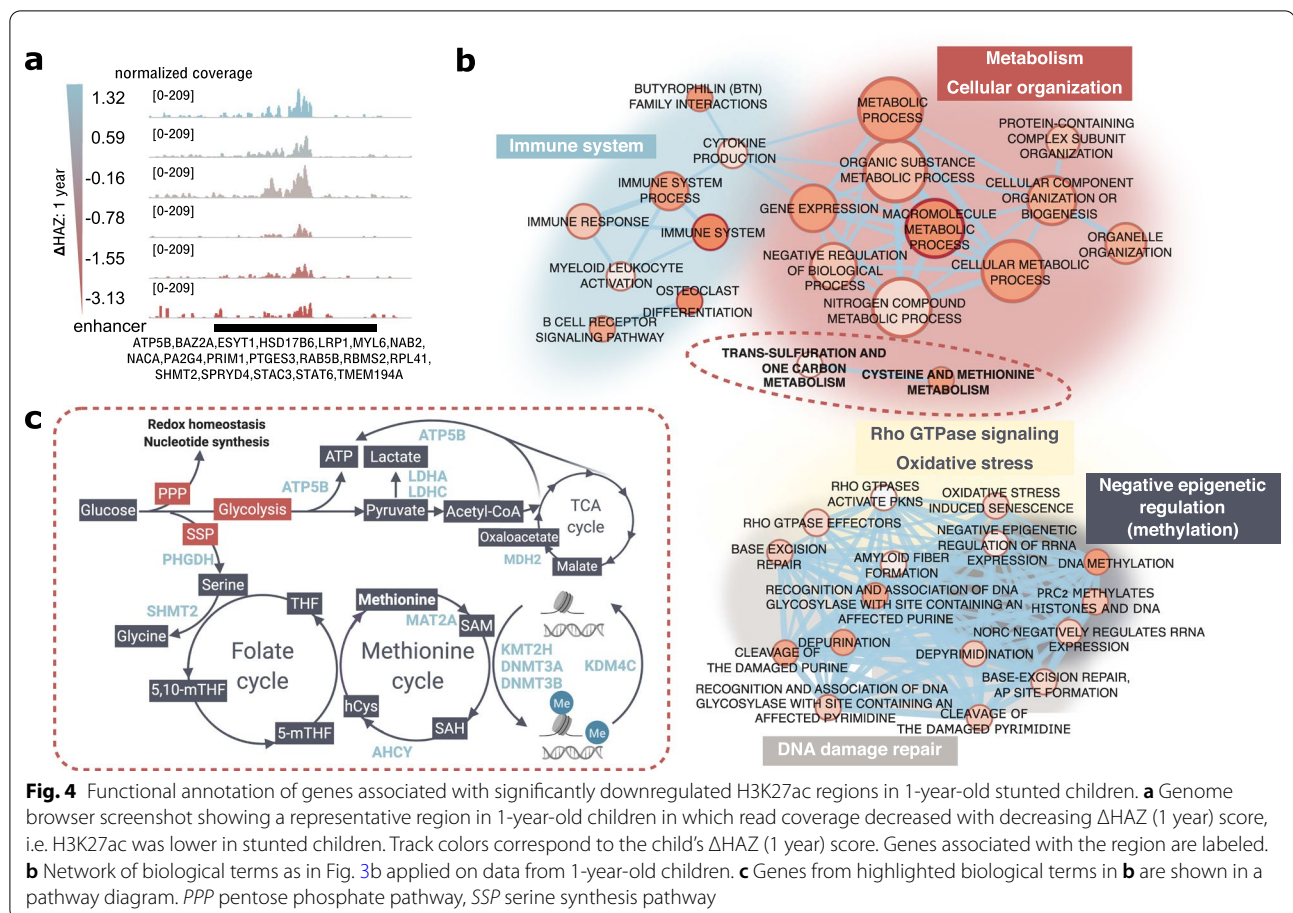 a
normalized coverage
ΔHAZ: 1 year
1.32 [0-209]
0.59 [0-209]
-0.16 [0-209]
-0.78 [0-209]
-1.55 [0-209]
-3.13 [0-209]
enhancer
ATP5B,BAZ2A,ESYT1,HSD17B6,LRP1,MYL6,NAB2,
NACA,PA2G4,PRIM1,PTGES3,RAB5B,RBMS2,RPL41,
SHMT2,SPRYD4,STAC3,STAT6,TMEM194A
b
Immune system
BUTYROPHILIN (BTN)
FAMILY INTERACTIONS
CYTOKINE
PRODUCTION
IMMUNE SYSTEM
PROCESS
IMMUNE RESPONSE
IMMUNE SYSTEM
MYELOID LEUKOCYTE
ACTIVATION
OSTEOCLAST
DIFFERENTIATION
B CELL RECEPTOR
SIGNALING PATHWAY
Metabolism
Cellular organization
METABOLIC
PROCESS
PROTEIN-CONTAINING
COMPLEX SUBUNIT
ORGANIZATION
ORGANIC SUBSTANCE
METABOLIC PROCESS
CELLULAR COMPONENT
ORGANIZATION OR
BIOGENESIS
GENE EXPRESSION
MACROMOLECULE
METABOLIC
PROCESS
ORGANELLE
ORGANIZATION
NEGATIVE REGULATION
OF BIOLOGICAL
PROCESS
CELLULAR METABOLIC
PROCESS
NITROGEN COMPOUND
METABOLIC PROCESS
TRANS-SULFURATION AND
ONE CARBON
METABOLISM
CYSTEINE AND METHIONINE
METABOLISM
Rho GTPase signaling
Oxidative stress
Negative epigenetic
regulation
(methylation)
RHO GTPASES
ACTIVATE PKNS
OXIDATIVE STRESS
INDUCED SENESCENCE
RHO GTPASE EFFECTORS
NEGATIVE EPIGENETIC
REGULATION OF RRNA
EXPRESSION
BASE EXCISION
REPAIR
AMYLOID FIBER
FORMATION
DNA METHYLATION
RECOGNITION AND ASSOCIATION OF DNA
GLYCOSYLASE WITH SITE CONTAINING AN
AFFECTED PURINE
PRC2 METHYLATES
HISTONES AND DNA
NORC NEGATIVELY REGULATES RRNA
EXPRESSION
DEPURINATION
CLEAVAGE OF
THE DAMAGED PURINE
DEPYRIMIDINATION
BASE-EXCISION REPAIR,
AP SITE FORMATION
RECOGNITION AND ASSOCIATION OF DNA
GLYCOSYLASE WITH SITE CONTAINING AN
AFFECTED PYRIMIDINE
CLEAVAGE OF
THE DAMAGED PYRIMIDINE
DNA damage repair
c
Redox homeostasis
Nucleotide synthesis
ATP5B
ATP
Lactate
LDHA
LDHC
ATP5B
PPP
Glucose
Glycolysis
Pyruvate
Acetyl-CoA
TCA
cycle
SSP
Oxaloacetate
MDH2
Malate
PHGDH
Serine
SHMT2
Glycine
THF
Folate
cycle
5,10-mTHF
5-mTHF
Methionine
MAT2A
SAM
Methionine
cycle
hCys
SAH
AHCY
KMT2H
DNMT3A
DNMT3B
KDM4C
Me
Me
Fig. 4 Functional annotation of genes associated with significantly downregulated H3K27ac regions in 1-year-old stunted children. a Genome
browser screenshot showing a representative region in 1-year-old children in which read coverage decreased with decreasing ΔHAZ (1 year) score,
i.e. H3K27ac was lower in stunted children. Track colors correspond to the child's ΔHAZ (1 year) score. Genes associated with the region are labeled.
b Network of biological terms as in Fig. 3b applied on data from 1-year-old children. c Genes from highlighted biological terms in b are shown in a
pathway diagram. PPP pentose phosphate pathway, SSP serine synthesis pathway